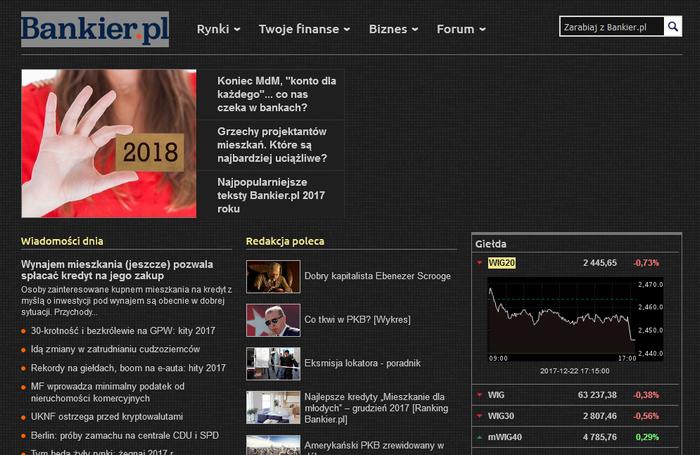 Bankier.pl
Rynki
Twoje finanse
Biznes
Forum
Zarabiaj z Bankier.pl
2018
Koniec MdM, "konto dla
każdego"... co nas
czeka w bankach?
Grzechy projektantów
mieszkań. Które są
najbardziej uciążliwe?
Najpopularniejsze
teksty Bankier.pl 2017
roku
Wiadomości dnia
Wynajem mieszkania (jeszcze) pozwala
spłacać kredyt na jego zakup
Osoby zainteresowane kupnem mieszkania na kredyt z
myślą o inwestycji pod wynajem są obecnie w dobrej
sytuacji. Przychody...
30-krotność i bezkrólewie na GPW: kity 2017
Idą zmiany w zatrudnianiu cudzoziemców
Rekordy na giełdach, boom na e-auta: hity 2017
MF wprowadza minimalny podatek od
nieruchomości komercyjnych
UKNF ostrzega przed kryptowalutami
Berlin: próby zamachu na centrale CDU i SPD
Tym będą żyły rynki: żegnaj 2017 r.
Redakcja poleca
Dobry kapitalista Ebenezer Scrooge
Co tkwi w PKB? [Wykres]
Eksmisja lokatora - poradnik
Najlepsze kredyty „Mieszkanie dla
młodych” – grudzień 2017 [Ranking
Bankier.pl]
Amerykański PKB zrewidowany w
Giełda
WIG20 2 445,65 -0,73%
2,470.0
2,460.0
2,450.0
2,440.0
09:00 17:00
2017-12-22 17:15:00
WIG 63 237,38 -0,38%
WIG30 2 807,46 -0,56%
mWIG40 4 785,76 0,29%